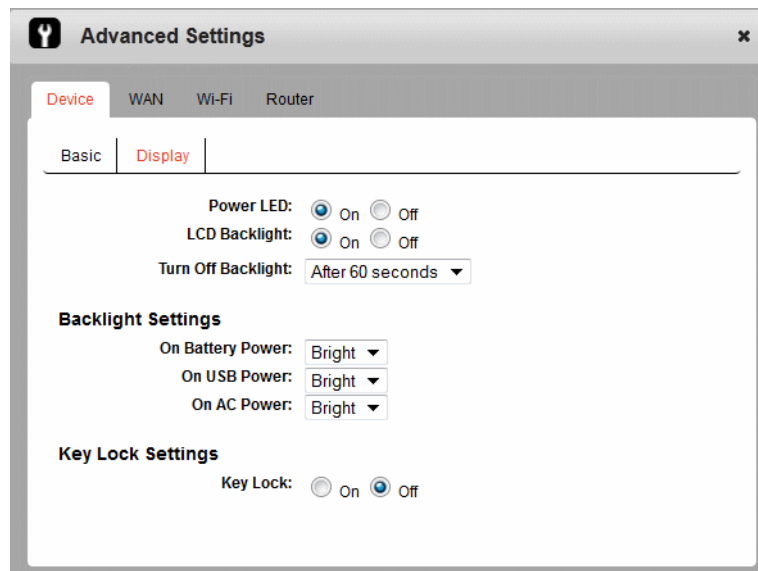 Advanced Settings
Device WAN Wi-Fi Router
Basic Display
Power LED: On Off
LCD Backlight: On Off
Turn Off Backlight: After 60 seconds
Backlight Settings
On Battery Power: Bright
On USB Power: Bright
On AC Power: Bright
Key Lock Settings
Key Lock: On Off